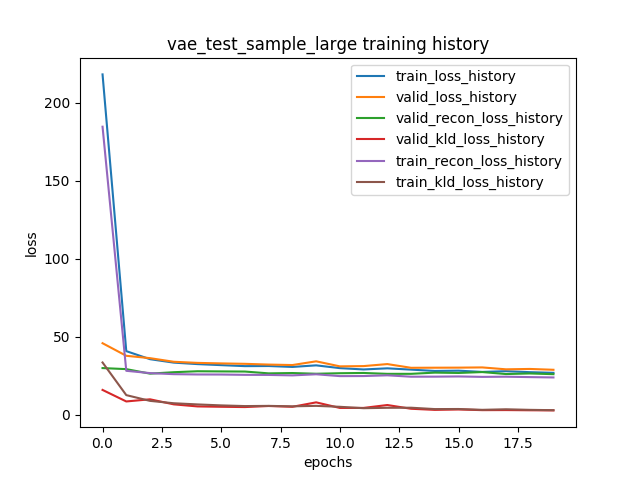 vae_test_sample_large training history
train_loss_history
valid_loss_history
valid_recon_loss_history
valid_kld_loss_history
train_recon_loss_history
train_kld_loss_history
200
150
100
50
0
loss
0.0 2.5 5.0 7.5 10.0 12.5 15.0 17.5
epochs